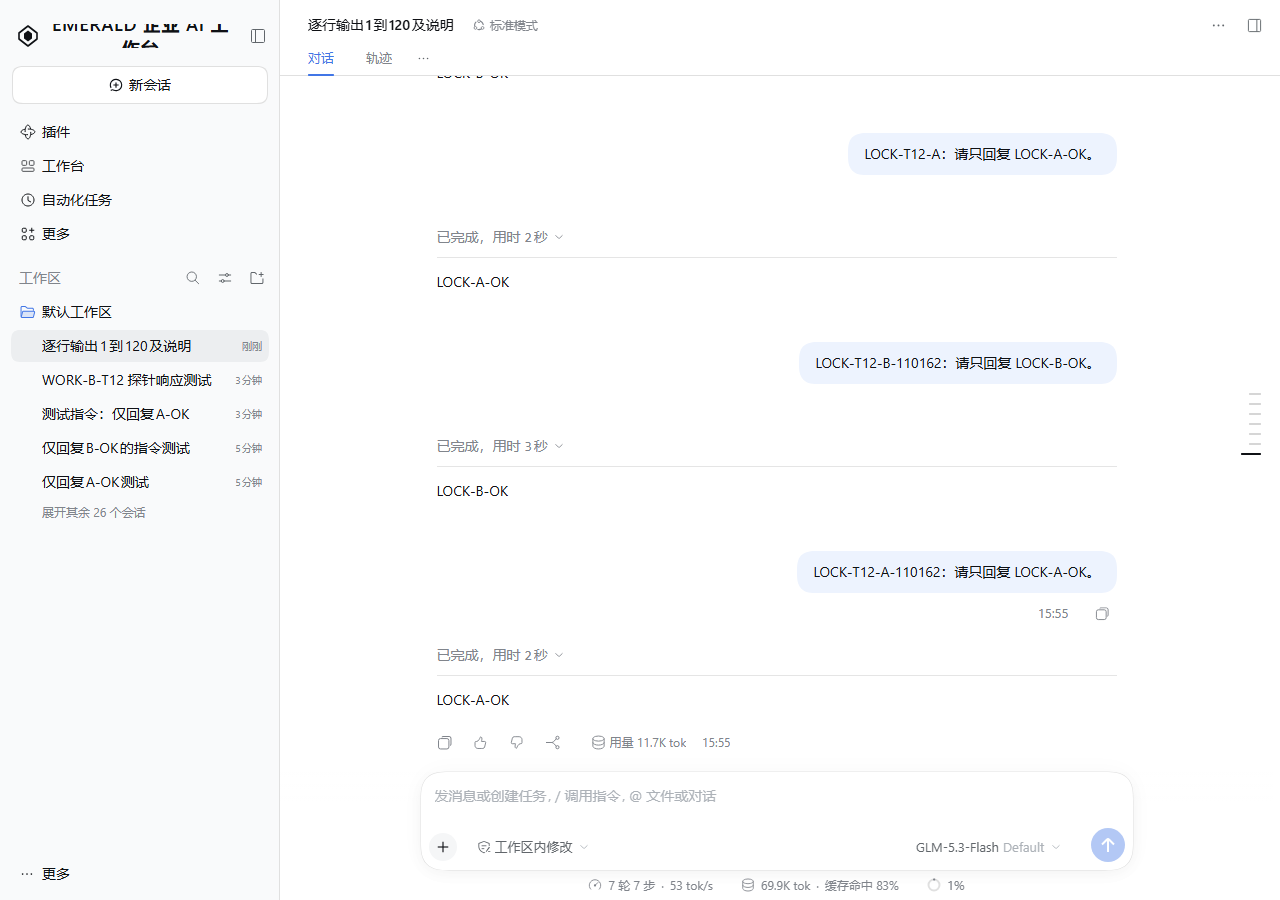 EMERALD 企业 AI 工作台
新会话
插件
工作台
自动化任务
更多
工作区
默认工作区
逐行输出1到120及说明 刚刚
WORK-B-T12 探针响应测试 3分钟
测试指令：仅回复A-OK 3分钟
仅回复B-OK的指令测试 5分钟
仅回复A-OK测试 5分钟
展开其余 26 个会话
更多
逐行输出1到120及说明 标准模式
对话 轨迹
LOCK-B-OK
LOCK-T12-A：请只回复 LOCK-A-OK。
已完成，用时 2秒
LOCK-A-OK
LOCK-T12-B-110162：请只回复 LOCK-B-OK。
已完成，用时 3秒
LOCK-B-OK
LOCK-T12-A-110162：请只回复 LOCK-A-OK。
15:55
已完成，用时 2秒
LOCK-A-OK
用量 11.7K tok 15:55
发消息或创建任务, / 调用指令, @ 文件或对话
工作区内修改 GLM-5.3-Flash Default
7 轮 7 步 · 53 tok/s 69.9K tok · 缓存命中 83% 1%